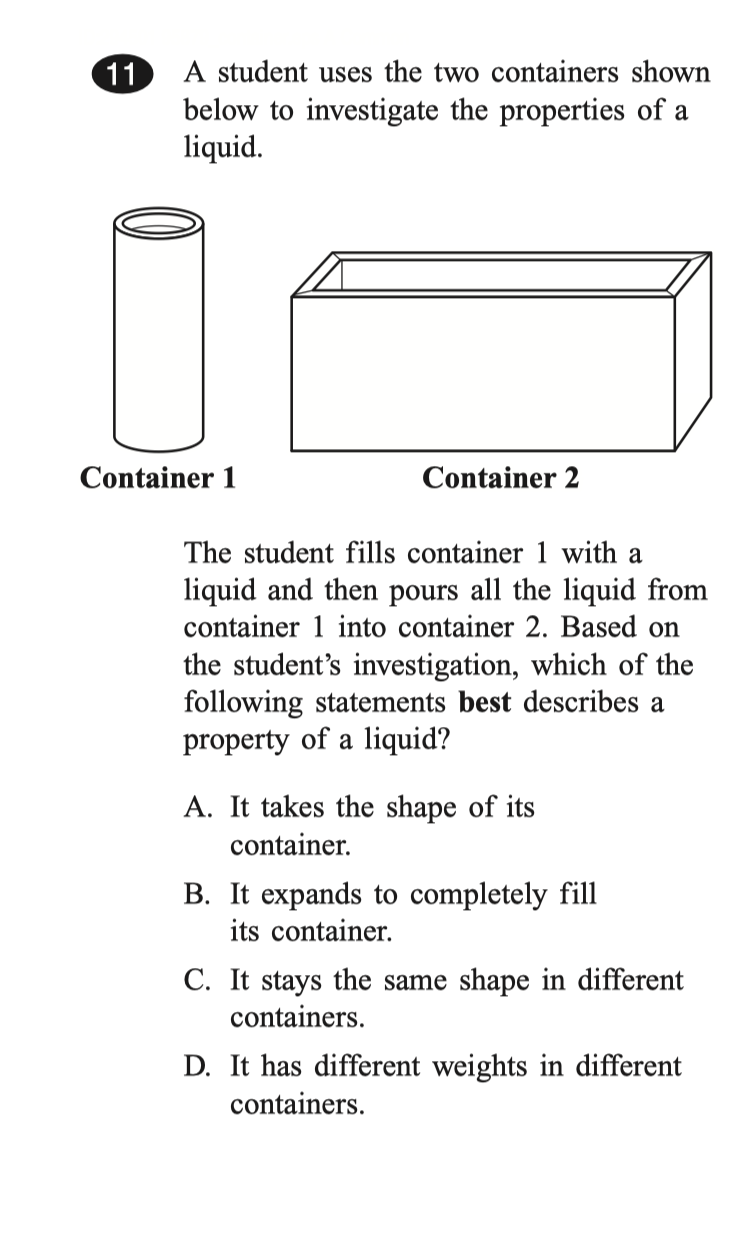 11 A student uses the two containers shown
below to investigate the properties of a
liquid.
Container 1 Container 2
The student fills container 1 with a
liquid and then pours all the liquid from
container 1 into container 2. Based on
the student’s investigation, which of the
following statements best describes a
property of a liquid?
A. It takes the shape of its
container.
B. It expands to completely fill
its container.
C. It stays the same shape in different
containers.
D. It has different weights in different
containers.